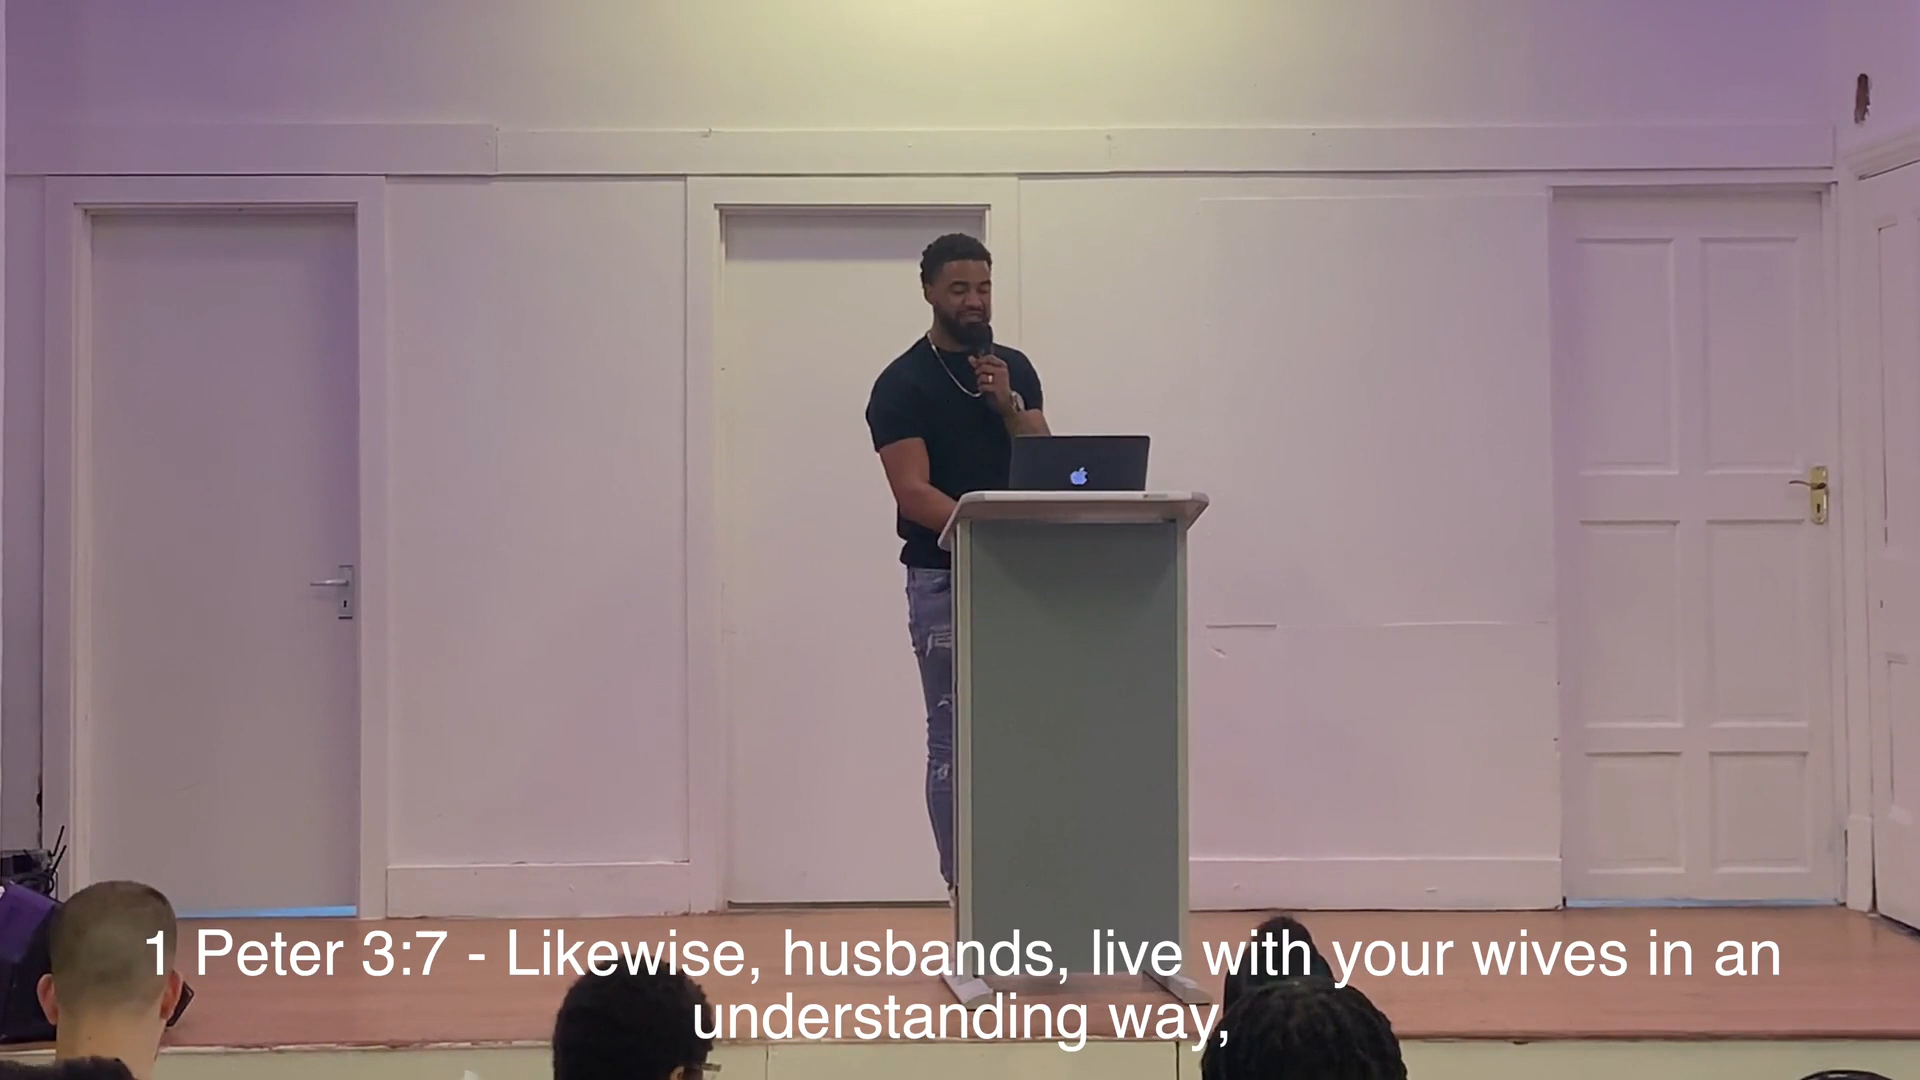 1 Peter 3:7 - Likewise, husbands, live with your wives in an
understanding way,